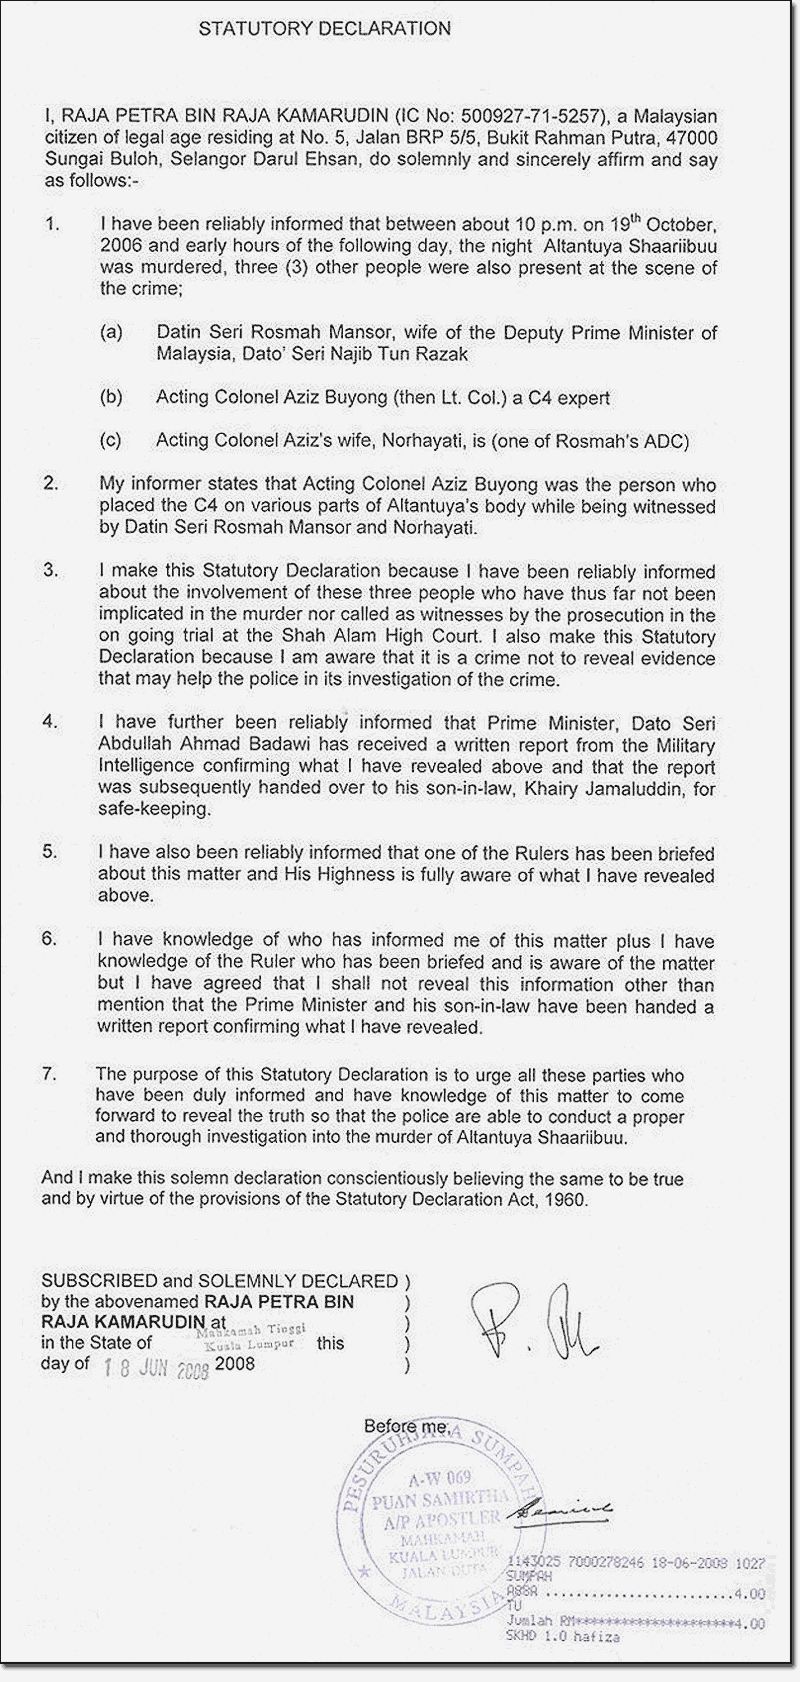 STATUTORY DECLARATION
I, RAJA PETRA BIN RAJA KAMARUDIN (IC No: 500927-71-5257), a Malaysian
citizen of legal age residing at No. 5, Jalan BRP 5/5, Bukit Rahman Putra, 47000
Sungai Buloh, Selangor Darul Ehsan, do solemnly and sincerely affirm and say
as follows:-
1. I have been reliably informed that between about 10 p.m. on 19th October,
2006 and early hours of the following day, the night Altantuya Shaariibuu
was murdered, three (3) other people were also present at the scene of
the crime;
(a) Datin Seri Rosmah Mansor, wife of the Deputy Prime Minister of
Malaysia, Dato' Seri Najib Tun Razak
(b) Acting Colonel Aziz Buyong (then Lt. Col.) a C4 expert
(c) Acting Colonel Aziz's wife, Norhayati, is (one of Rosmah's ADC)
2. My informer states that Acting Colonel Aziz Buyong was the person who
placed the C4 on various parts of Altantuya's body while being witnessed
by Datin Seri Rosmah Mansor and Norhayati.
3. I make this Statutory Declaration because I have been reliably informed
about the involvement of these three people who have thus far not been
implicated in the murder nor called as witnesses by the prosecution in the
on going trial at the Shah Alam High Court. I also make this Statutory
Declaration because I am aware that it is a crime not to reveal evidence
that may help the police in its investigation of the crime.
4. I have further been reliably informed that Prime Minister, Dato Seri
Abdullah Ahmad Badawi has received a written report from the Military
Intelligence confirming what I have revealed above and that the report
was subsequently handed over to his son-in-law, Khairy Jamaluddin, for
safe-keeping.
5. I have also been reliably informed that one of the Rulers has been briefed
about this matter and His Highness is fully aware of what I have revealed
above.
6. I have knowledge of who has informed me of this matter plus I have
knowledge of the Ruler who has been briefed and is aware of the matter
but I have agreed that I shall not reveal this information other than
mention that the Prime Minister and his son-in-law have been handed a
written report confirming what I have revealed.
7. The purpose of this Statutory Declaration is to urge all these parties who
have been duly informed and have knowledge of this matter to come
forward to reveal the truth so that the police are able to conduct a proper
and thorough investigation into the murder of Altantuya Shaariibuu.
And I make this solemn declaration conscientiously believing the same to be true
and by virtue of the provisions of the Statutory Declaration Act, 1960.
SUBSCRIBED and SOLEMNLY DECLARED )
by the abovenamed RAJA PETRA BIN )
RAJA KAMARUDIN at )
Mahkamah Tinggi
in the State of Kuala Lumpur this )
day of 18 JUN 2008 2008 )
Before me,
PESURUHJAYA SUMPAH
A-W 069
PUAN SAMIRTHA
A/P APOSTLER
MAHKAMAH
KUALA LUMPUR
JALAN DUTA
MALAYSIA
1143025 7000278246 18-06-2008 1027
SUMPAH
A88A ........................4.00
TU
Jumlah RM**********************4.00
SKHD 1.0 hafiza